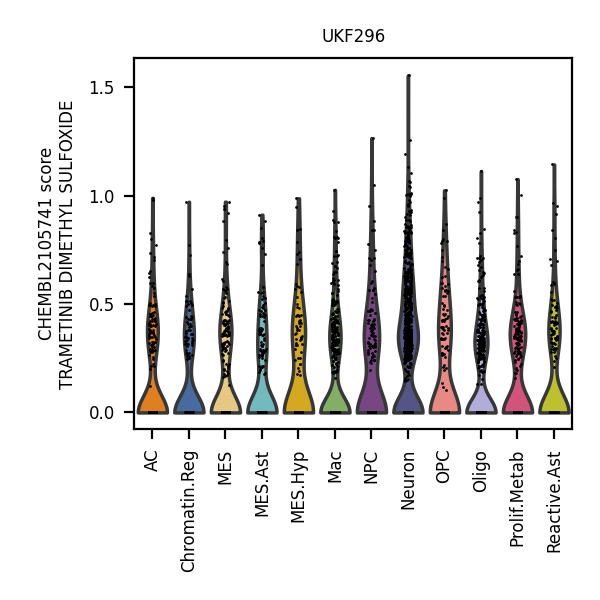 UKF296
CHEMBL2105741 score
TRAMETINIB DIMETHYL SULFOXIDE
1.5
1.0
0.5
0.0
AC
Chromatin.Reg
MES
MES.Ast
MES.Hyp
Mac
NPC
Neuron
OPC
Oligo
Prolif.Metab
Reactive.Ast